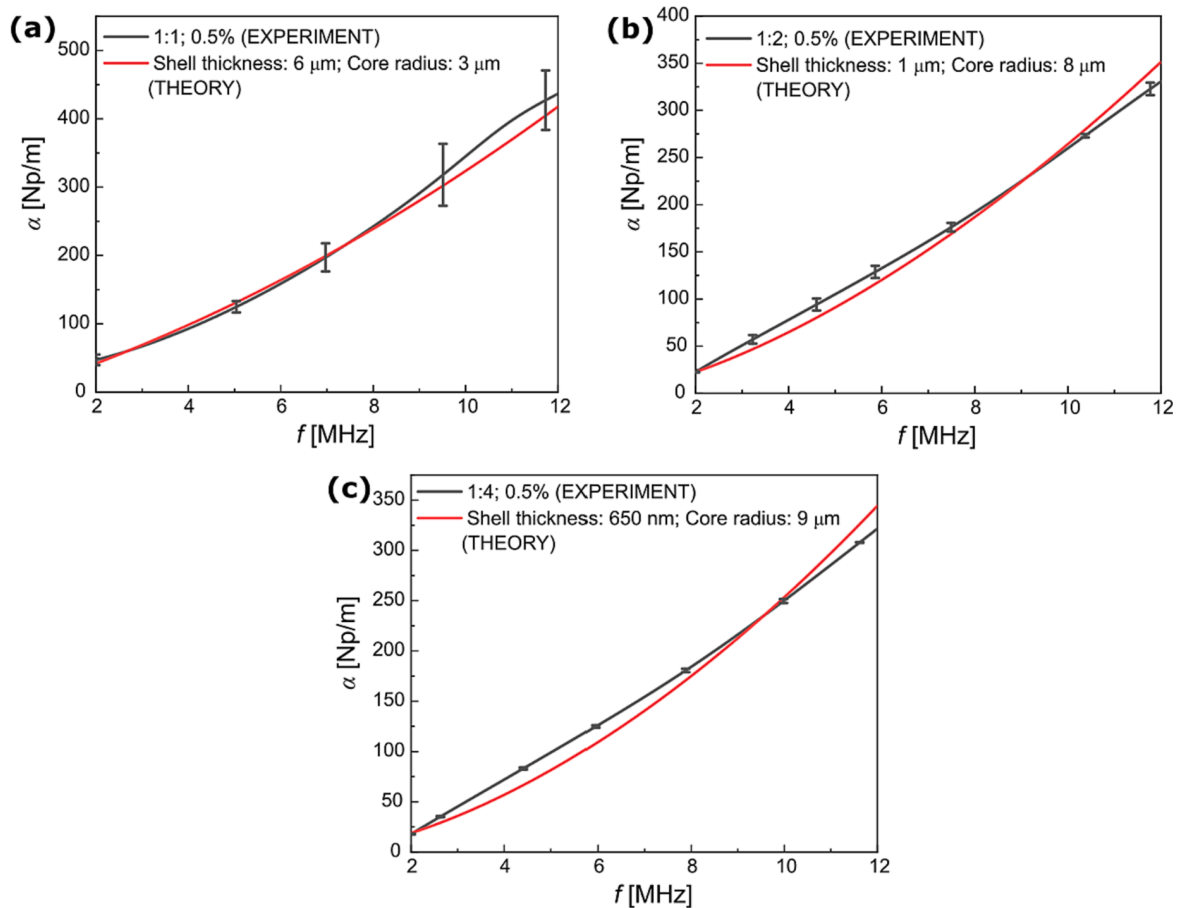 (a)
1:1; 0.5% (EXPERIMENT)
Shell thickness: 6 μm; Core radius: 3 μm
(THEORY)
500
400
300
200
100
0
α [Np/m]
2 4 6 8 10 12
f [MHz]
(b)
1:2; 0.5% (EXPERIMENT)
Shell thickness: 1 μm; Core radius: 8 μm
(THEORY)
400
350
300
250
200
150
100
50
0
α [Np/m]
2 4 6 8 10 12
f [MHz]
(c)
1:4; 0.5% (EXPERIMENT)
Shell thickness: 650 nm; Core radius: 9 μm
(THEORY)
350
300
250
200
150
100
50
0
α [Np/m]
2 4 6 8 10 12
f [MHz]